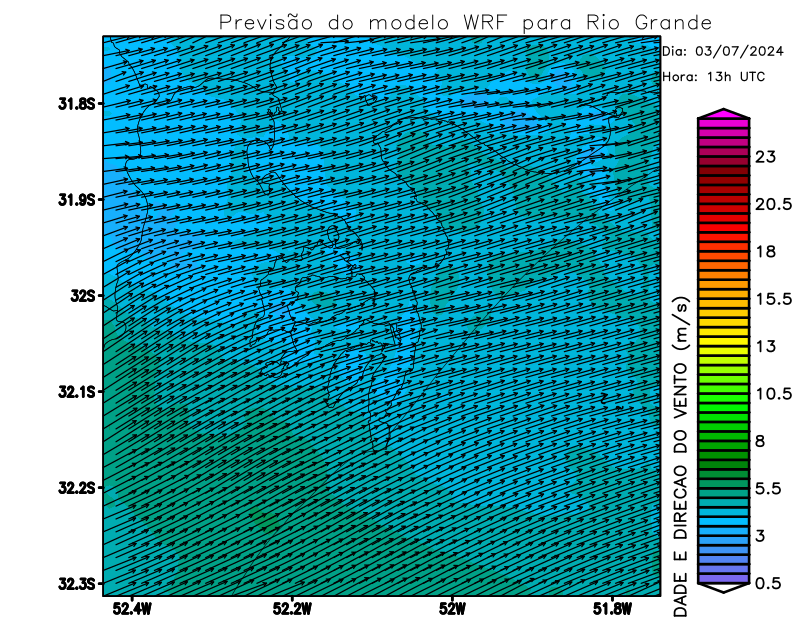 Previsão do modelo WRF para Rio Grande
Dia: 03/07/2024
Hora: 13h UTC
31.8S
31.9S
32S
32.1S
32.2S
32.3S
52.4W
52.2W
52W
51.8W
23
20.5
18
15.5
13
10.5
8
5.5
3
0.5
DADE E DIRECAO DO VENTO (m/s)